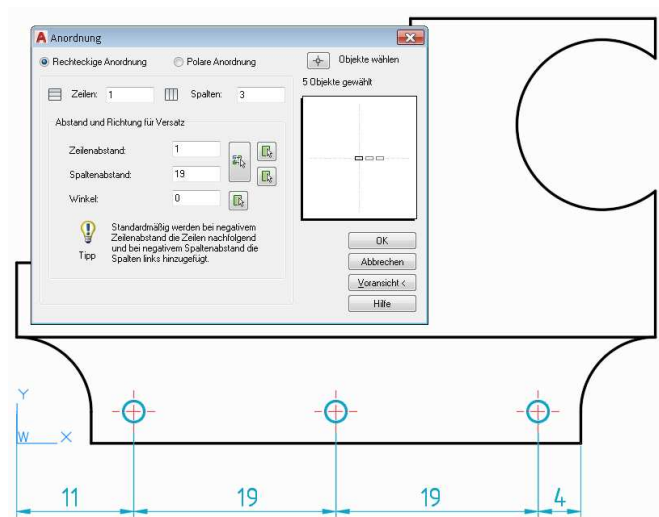 Anordnung
Rechteckige Anordnung Polare Anordnung Objekte wählen
5 Objekte gewählt
Zeilen: 1 Spalten: 3
Abstand und Richtung für Versatz
Zeilenabstand: 1
Spaltenabstand: 19
Winkel: 0
Standardmäßig werden bei negativem
Zeilenabstand die Zeilen nachfolgend
und bei negativem Spaltenabstand die
Spalten links hinzugefügt.
Tipp
OK
Abbrechen
Voransicht <
Hilfe
Y
W X
11 19 19 4